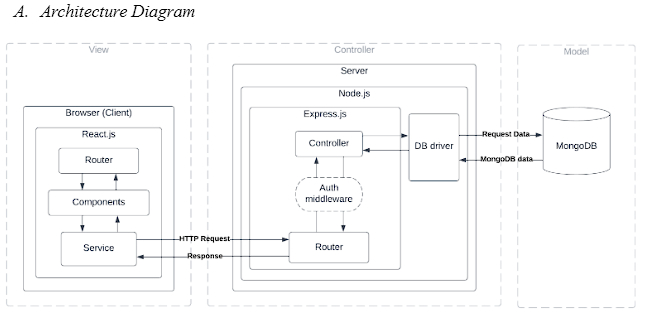 A. Architecture Diagram
View
Controller
Model
Server
Node.js
Browser (Client)
Express.js
React.js
Router
Components
Service
Controller
DB driver
Auth
middleware
Router
HTTP Request
Response
Request Data
MongoDB data
MongoDB